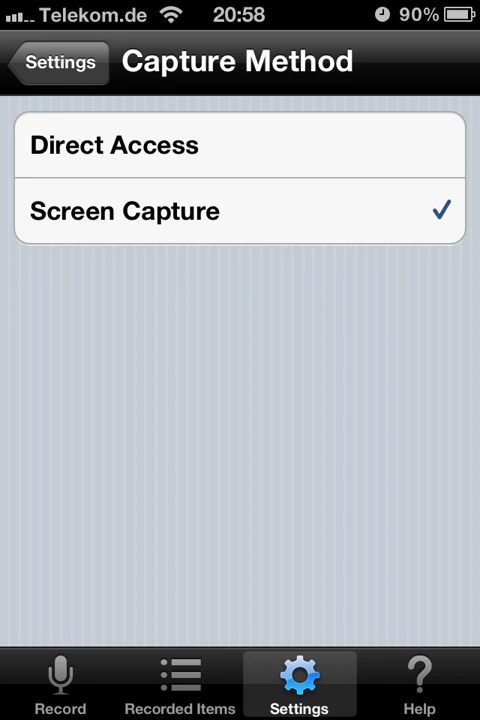 Telekom.de 20:58 90%
Settings Capture Method
Direct Access
Screen Capture
Record Recorded Items Settings Help